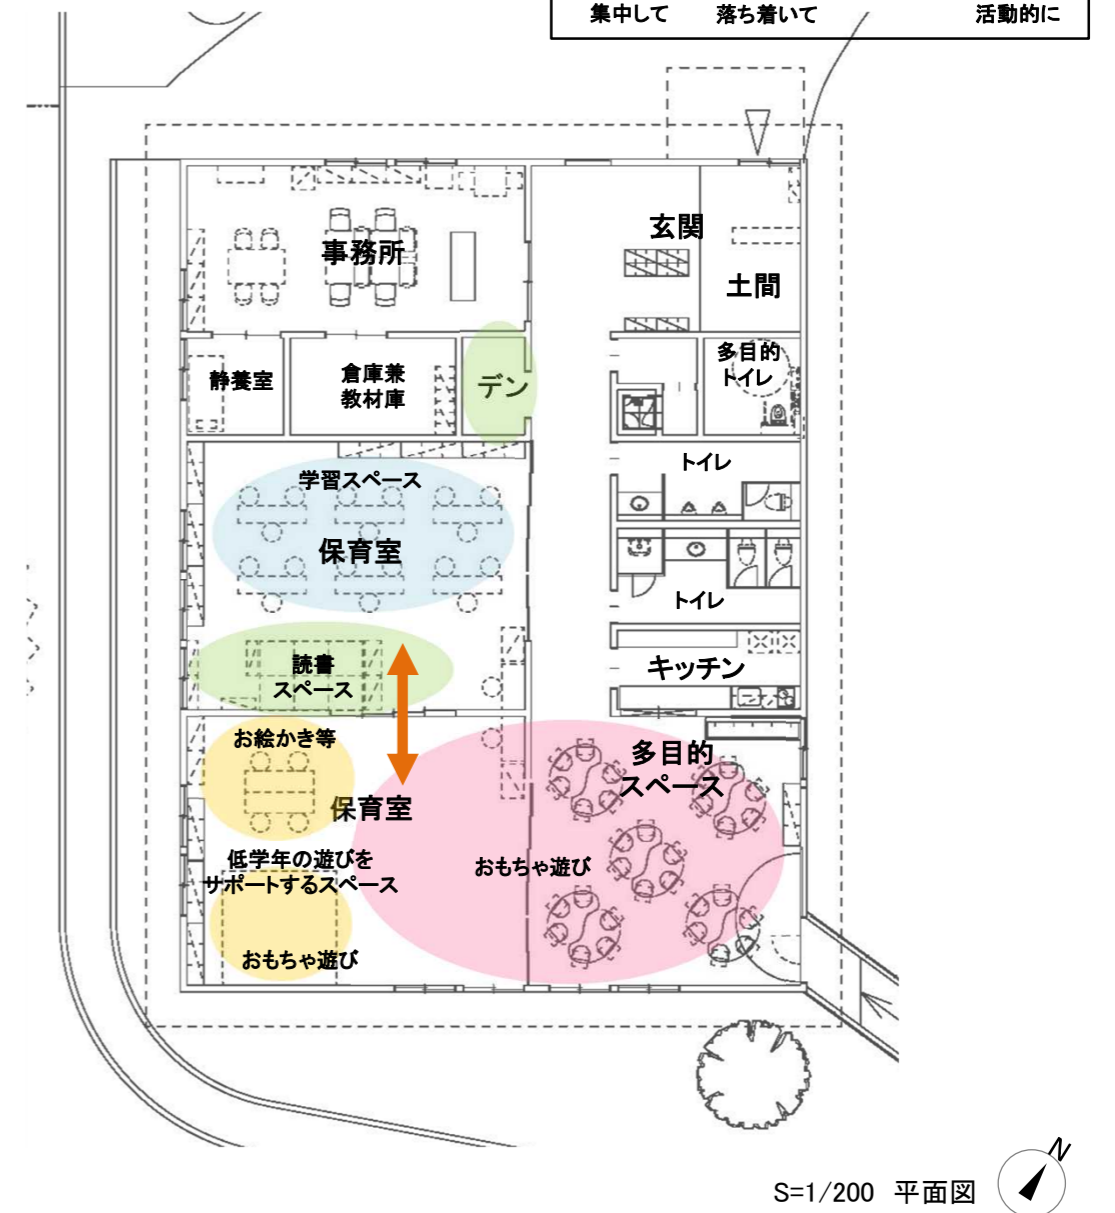 集中して 落ち着いて 活動的に
玄関
事務所
土間
多目的
トイレ
静養室
倉庫兼
教材庫
デン
トイレ
学習スペース
保育室
トイレ
読書
スペース
キッチン
お絵かき等
多目的
スペース
保育室
低学年の遊びを
サポートするスペース
おもちゃ遊び
おもちゃ遊び
N
S=1/200 平面図